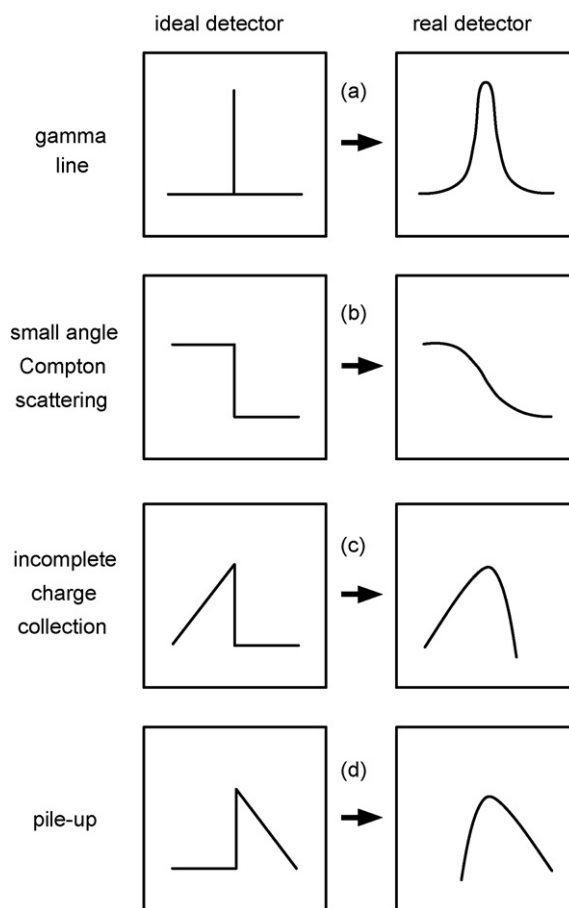 ideal detector
real detector
(a)
gamma
line
(b)
small angle
Compton
scattering
(c)
incomplete
charge
collection
(d)
pile-up